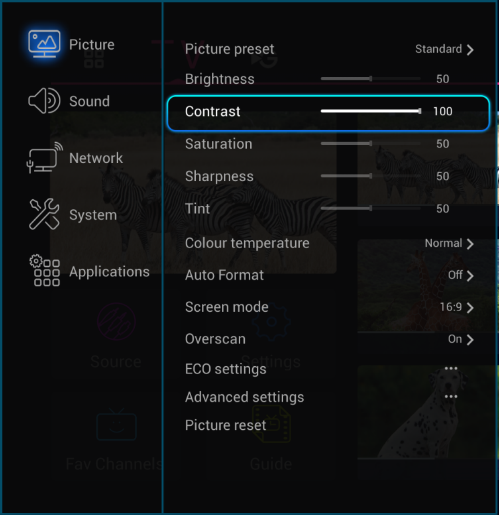 Picture
Sound
Network
System
Applications
Picture preset Standard
Brightness 50
Contrast 100
Saturation 50
Sharpness 50
Tint 50
Colour temperature Normal
Auto Format Off
Screen mode 16:9
Overscan On
ECO settings ...
Advanced settings ...
Picture reset
Source
Settings
Fav Channels
Guide